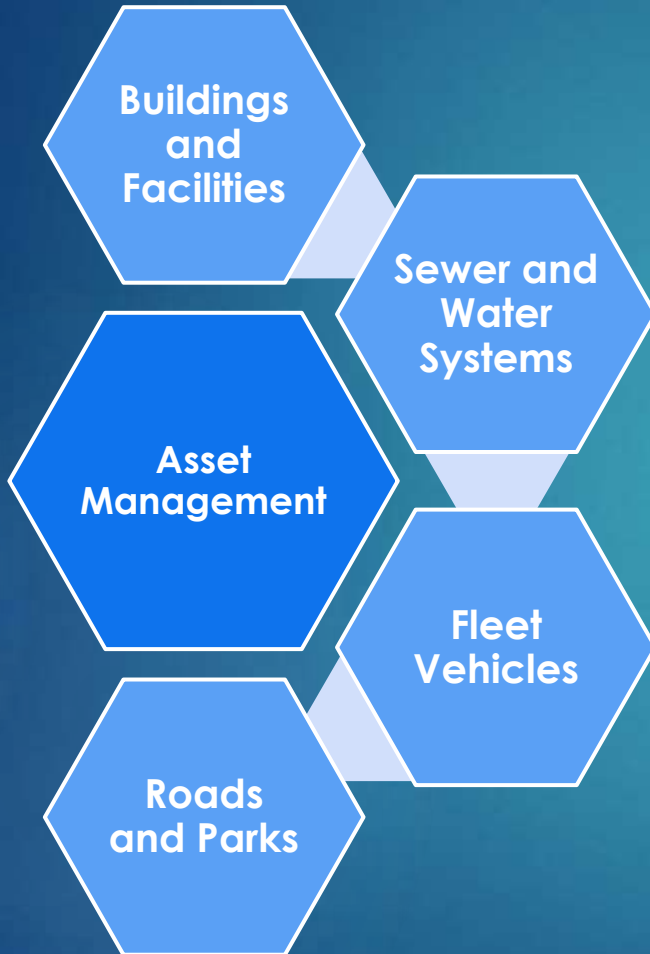 Buildings
and
Facilities
Sewer and
Water
Systems
Asset
Management
Fleet
Vehicles
Roads
and Parks